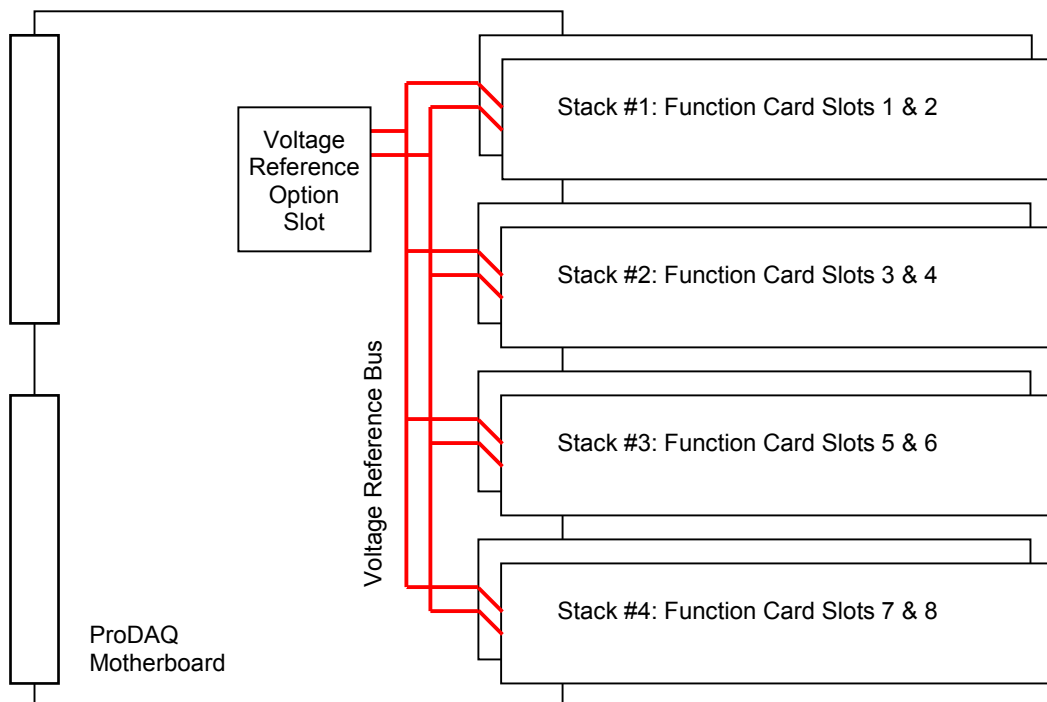 Voltage
Reference
Option
Slot
Stack #1: Function Card Slots 1 & 2
Stack #2: Function Card Slots 3 & 4
Stack #3: Function Card Slots 5 & 6
Stack #4: Function Card Slots 7 & 8
Voltage Reference Bus
ProDAQ
Motherboard